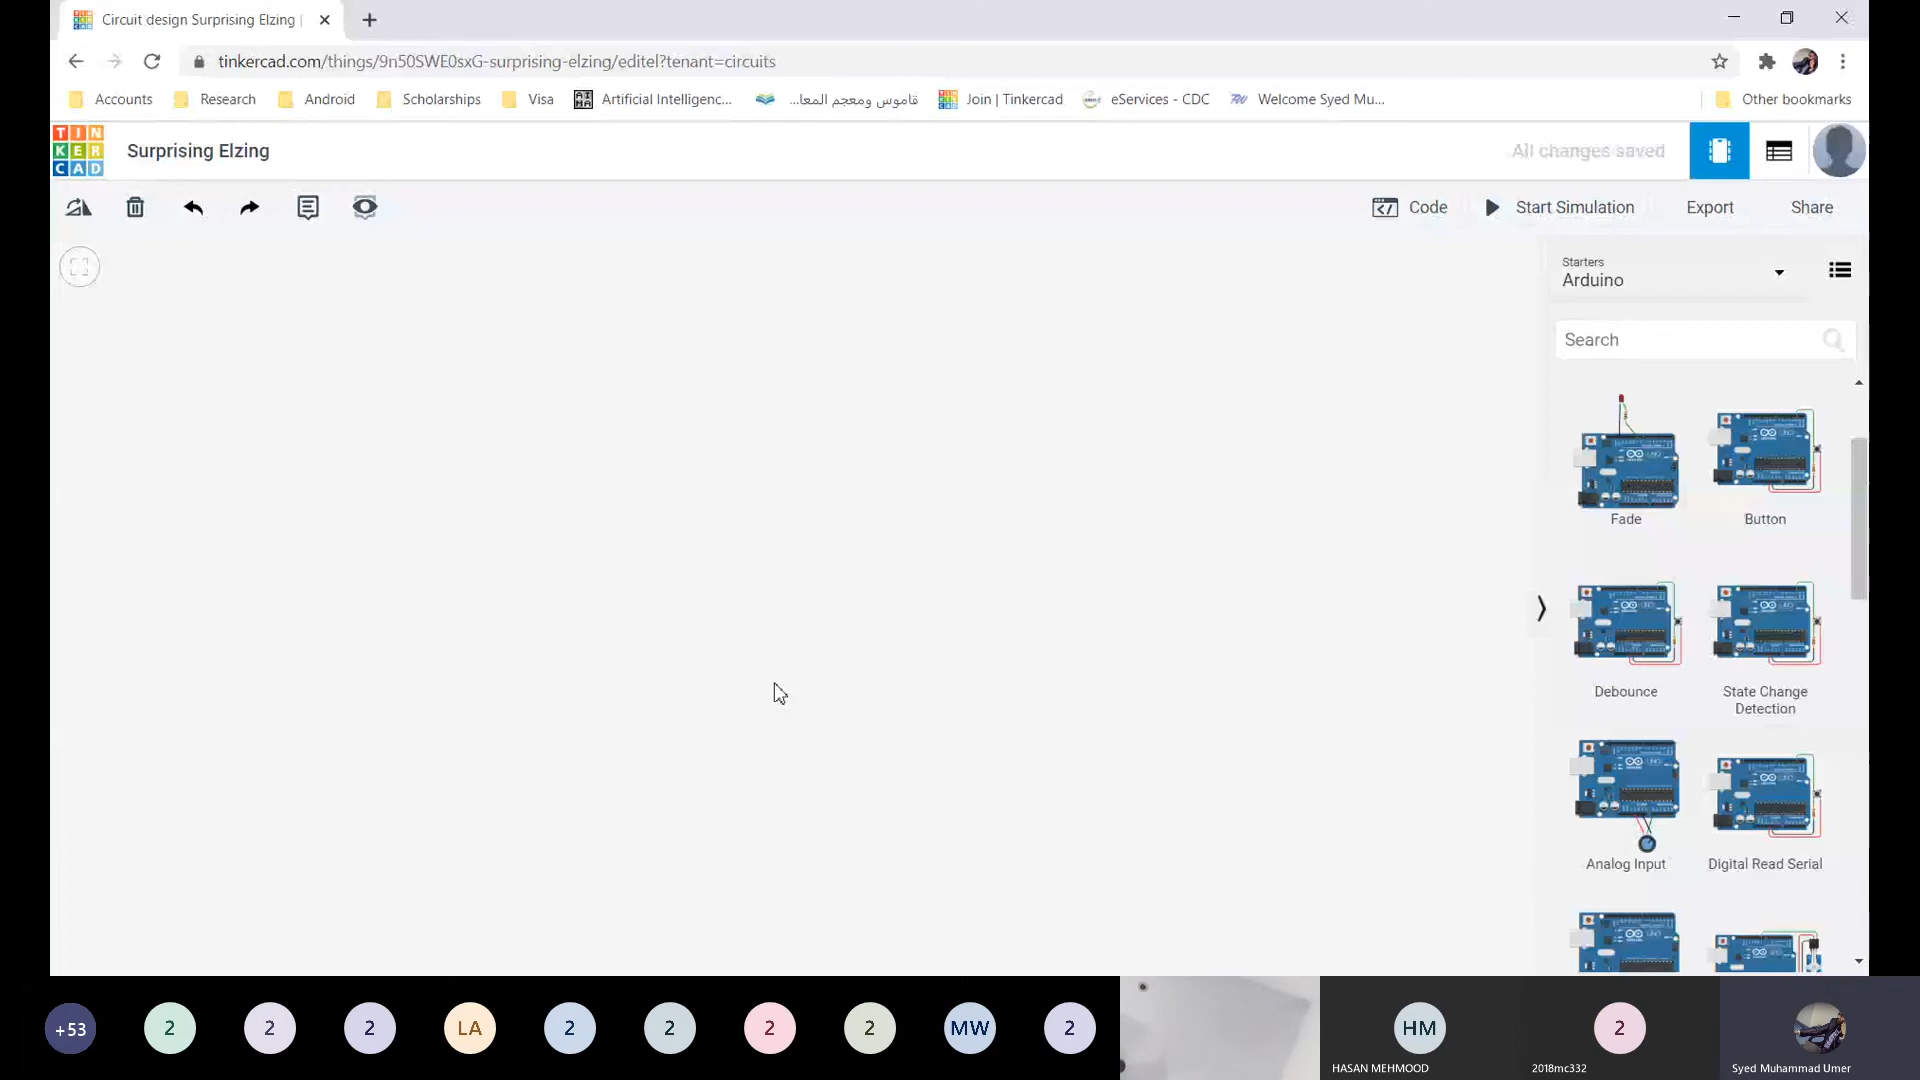 Circuit design Surprising Elzing |
tinkercad.com/things/9n50SWE0sxG-surprising-elzing/editel?tenant=circuits
Accounts
Research
Android
Scholarships
Visa
Artificial Intelligenc...
قاموس ومعجم المعا...
Join | Tinkercad
eServices - CDC
Welcome Syed Mu...
Other bookmarks
TIN
KER
CAD
Surprising Elzing
All changes saved
Code
Start Simulation
Export
Share
Starters
Arduino
Search
Fade
Button
Debounce
State Change
Detection
Analog Input
Digital Read Serial
+53
2
2
2
LA
2
2
2
2
MW
2
HM
HASAN MEHMOOD
2
2018mc332
Syed Muhammad Umer